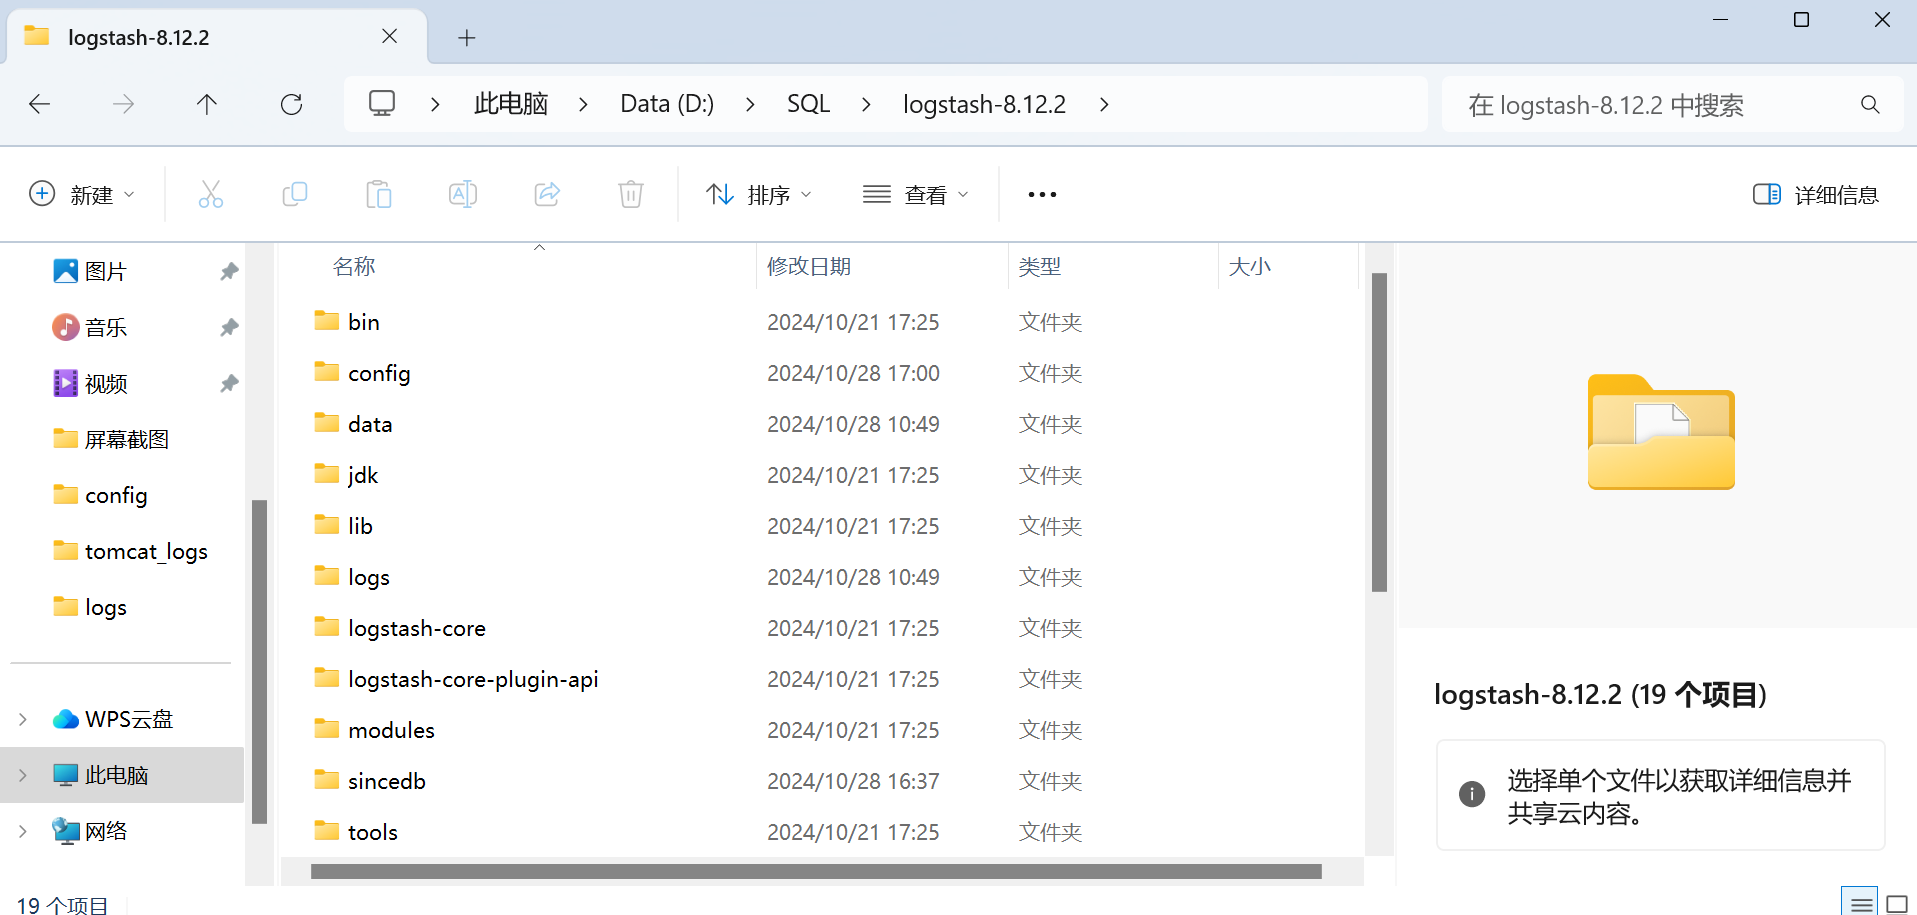 logstash-8.12.2
此电脑 Data (D:) SQL logstash-8.12.2
在 logstash-8.12.2 中搜索
新建 排序 查看 详细信息
图片
音乐
视频
屏幕截图
config
tomcat_logs
logs
WPS云盘
此电脑
网络
名称 修改日期 类型 大小
bin 2024/10/21 17:25 文件夹
config 2024/10/28 17:00 文件夹
data 2024/10/28 10:49 文件夹
jdk 2024/10/21 17:25 文件夹
lib 2024/10/21 17:25 文件夹
logs 2024/10/28 10:49 文件夹
logstash-core 2024/10/21 17:25 文件夹
logstash-core-plugin-api 2024/10/21 17:25 文件夹
modules 2024/10/21 17:25 文件夹
sincedb 2024/10/28 16:37 文件夹
tools 2024/10/21 17:25 文件夹
logstash-8.12.2 (19 个项目)
选择单个文件以获取详细信息并
共享云内容。
19 个项目